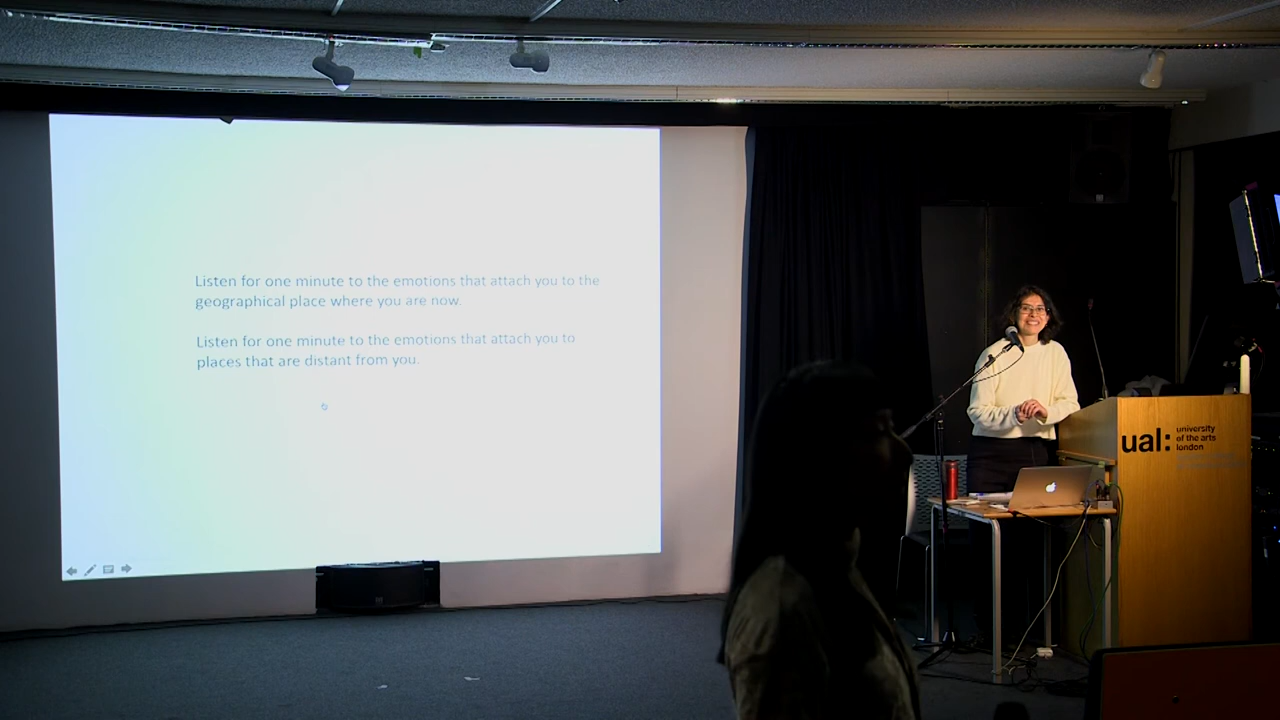 Listen for one minute to the emotions that attach you to the
geographical place where you are now.
Listen for one minute to the emotions that attach you to
places that are distant from you.
ual:
university
of the arts
london